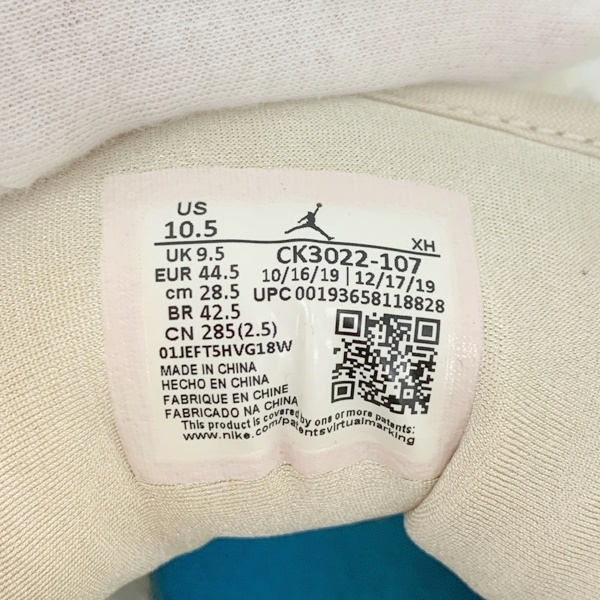 US
10.5
XH
UK 9.5
CK3022-107
EUR 44.5
10/16/19 | 12/17/19
cm 28.5
UPC 00193658118828
BR 42.5
CN 285(2.5)
01JEFT5HVG18W
MADE IN CHINA
HECHO EN CHINA
FABRIQUE EN CHINE
FABRICADO NA CHINA
This product is covered by one or more patents:
www.nike.com/patentsvirtualmarking